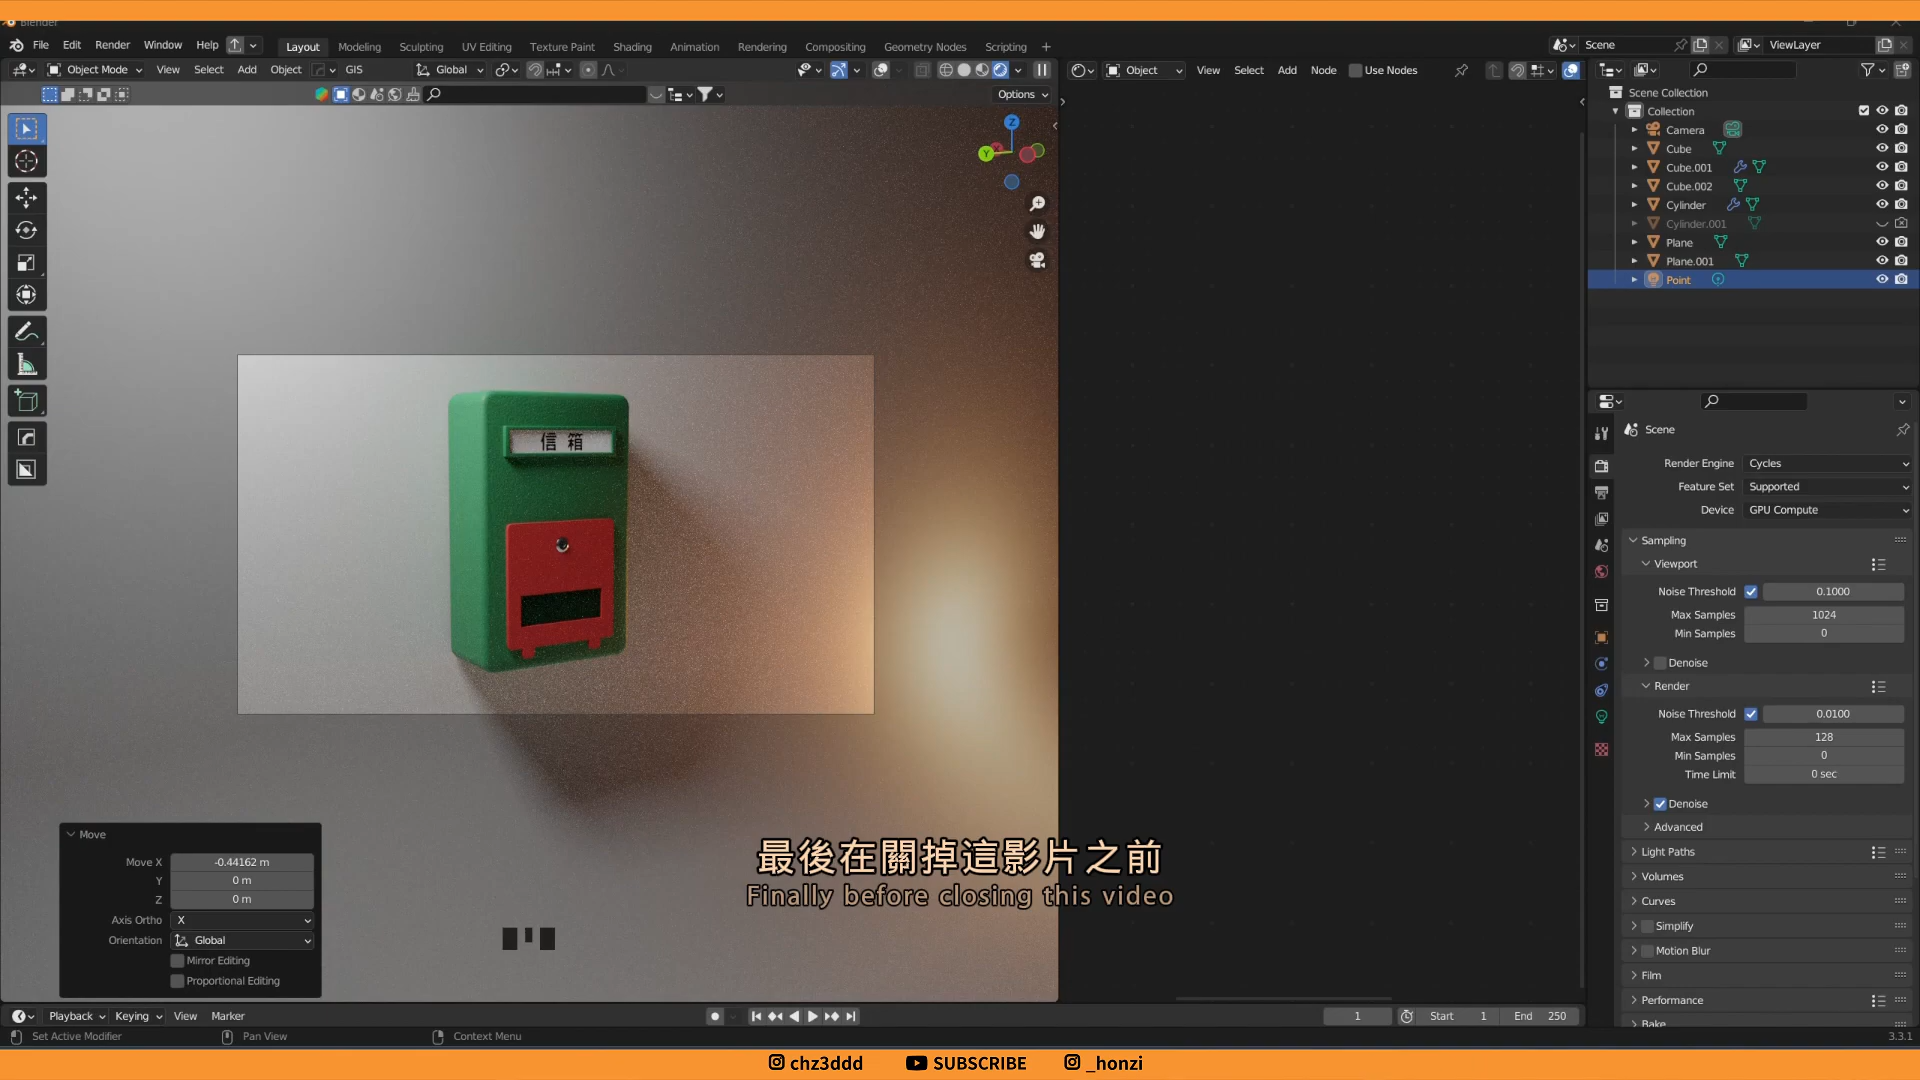 Blender
File Edit Render Window Help Layout Modeling Sculpting UV Editing Texture Paint Shading Animation Rendering Compositing Geometry Nodes Scripting + Scene ViewLayer
Object Mode View Select Add Object GIS Global Object View Select Add Node Use Nodes
Options
Scene Collection
Collection
Camera
Cube
Cube.001
Cube.002
Cylinder
Cylinder.001
Plane
Plane.001
Point
Z
Y
X
信箱
Scene
Render Engine Cycles
Feature Set Supported
Device GPU Compute
Sampling
Viewport
Noise Threshold 0.1000
Max Samples 1024
Min Samples 0
Denoise
Render
Noise Threshold 0.0100
Max Samples 128
Min Samples 0
Time Limit 0 sec
Denoise
Advanced
Light Paths
Volumes
Curves
Simplify
Motion Blur
Film
Performance
Bake
Move
Move X -0.44162 m
Y 0 m
Z 0 m
Axis Ortho X
Orientation Global
Mirror Editing
Proportional Editing
最後在關掉這影片之前
Finally before closing this video
Playback Keying View Marker 1 Start 1 End 250
Set Active Modifier Pan View Context Menu 3.3.1
chz3ddd SUBSCRIBE _honzi